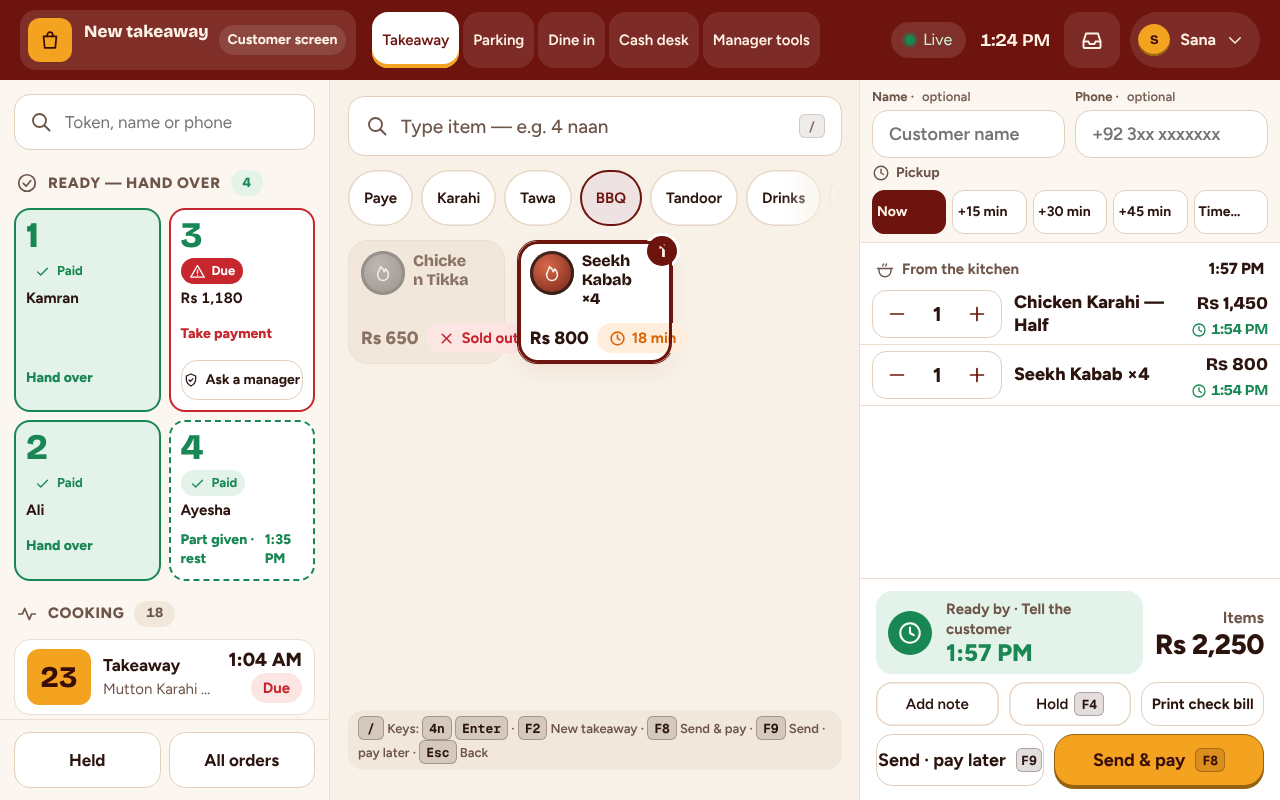 New takeaway
Customer screen
Takeaway
Parking
Dine in
Cash desk
Manager tools
Live
1:24 PM
S
Sana
Token, name or phone
READY — HAND OVER 4
1
Paid
Kamran
Hand over
3
Due
Rs 1,180
Take payment
Ask a manager
2
Paid
Ali
Hand over
4
Paid
Ayesha
Part given · rest
1:35 PM
COOKING 18
23
Takeaway
Mutton Karahi ...
1:04 AM
Due
Held
All orders
Type item — e.g. 4 naan
/
Paye
Karahi
Tawa
BBQ
Tandoor
Drinks
Chicke
n Tikka
Rs 650
Sold out
1
Seekh
Kabab
×4
Rs 800
18 min
/ Keys: 4n Enter · F2 New takeaway · F8 Send & pay · F9 Send ·
pay later · Esc Back
Name · optional
Customer name
Phone · optional
+92 3xx xxxxxxx
Pickup
Now
+15 min
+30 min
+45 min
Time...
From the kitchen
1:57 PM
− 1 +
Chicken Karahi —
Half
Rs 1,450
1:54 PM
− 1 +
Seekh Kabab ×4
Rs 800
1:54 PM
Ready by · Tell the
customer
1:57 PM
Items
Rs 2,250
Add note
Hold F4
Print check bill
Send · pay later F9
Send & pay F8